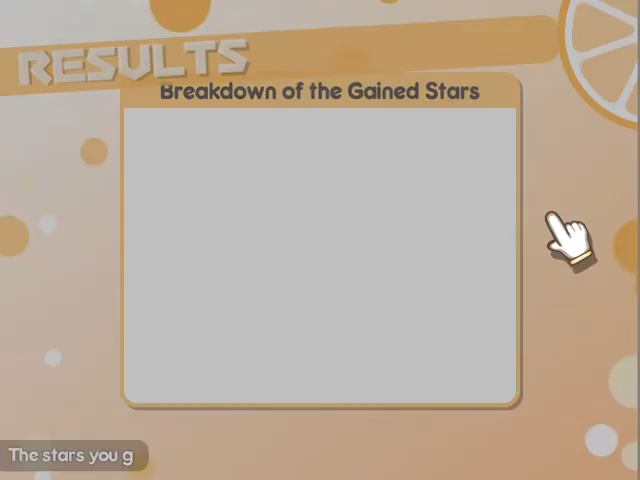 RESULTS
Breakdown of the Gained Stars
The stars you g